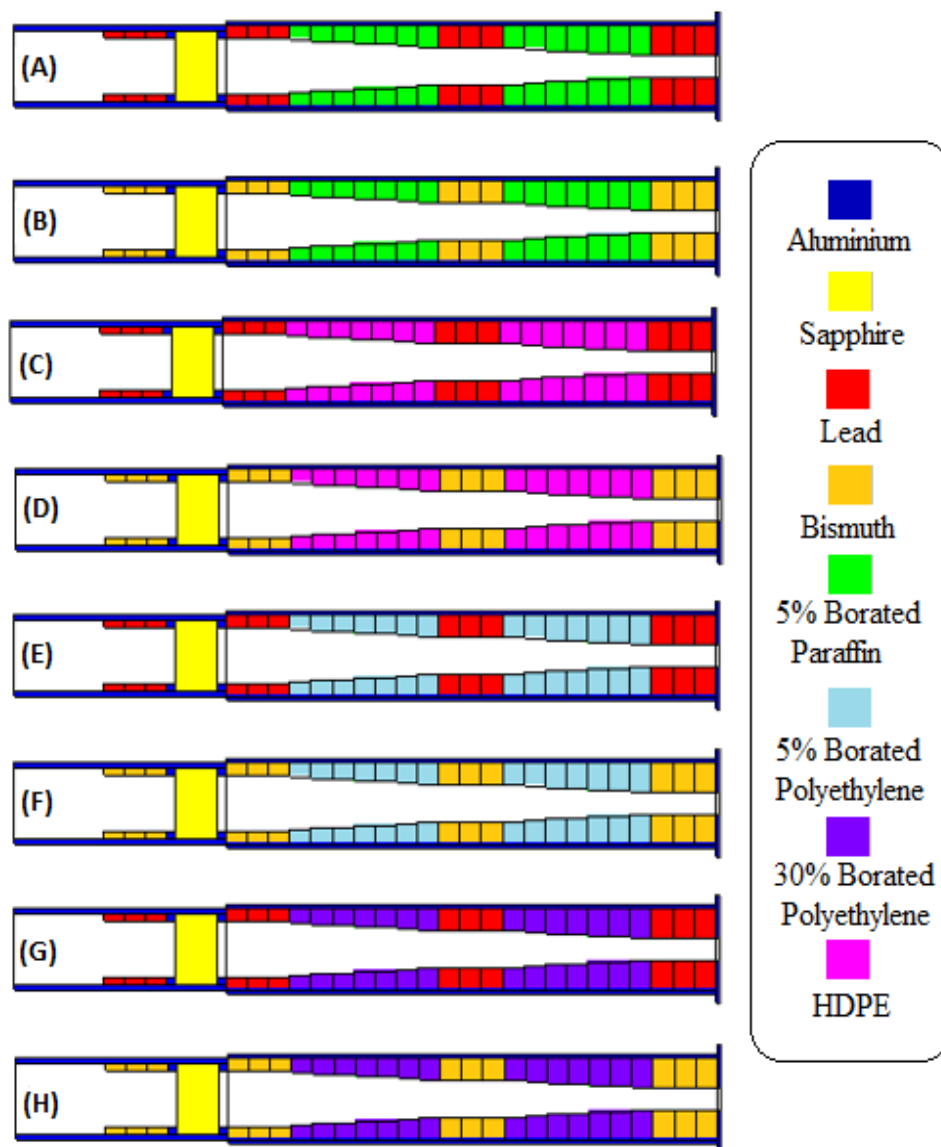 (A)
(B)
(C)
(D)
(E)
(F)
(G)
(H)
Aluminium
Sapphire
Lead
Bismuth
5% Borated
Paraffin
5% Borated
Polyethylene
30% Borated
Polyethylene
HDPE